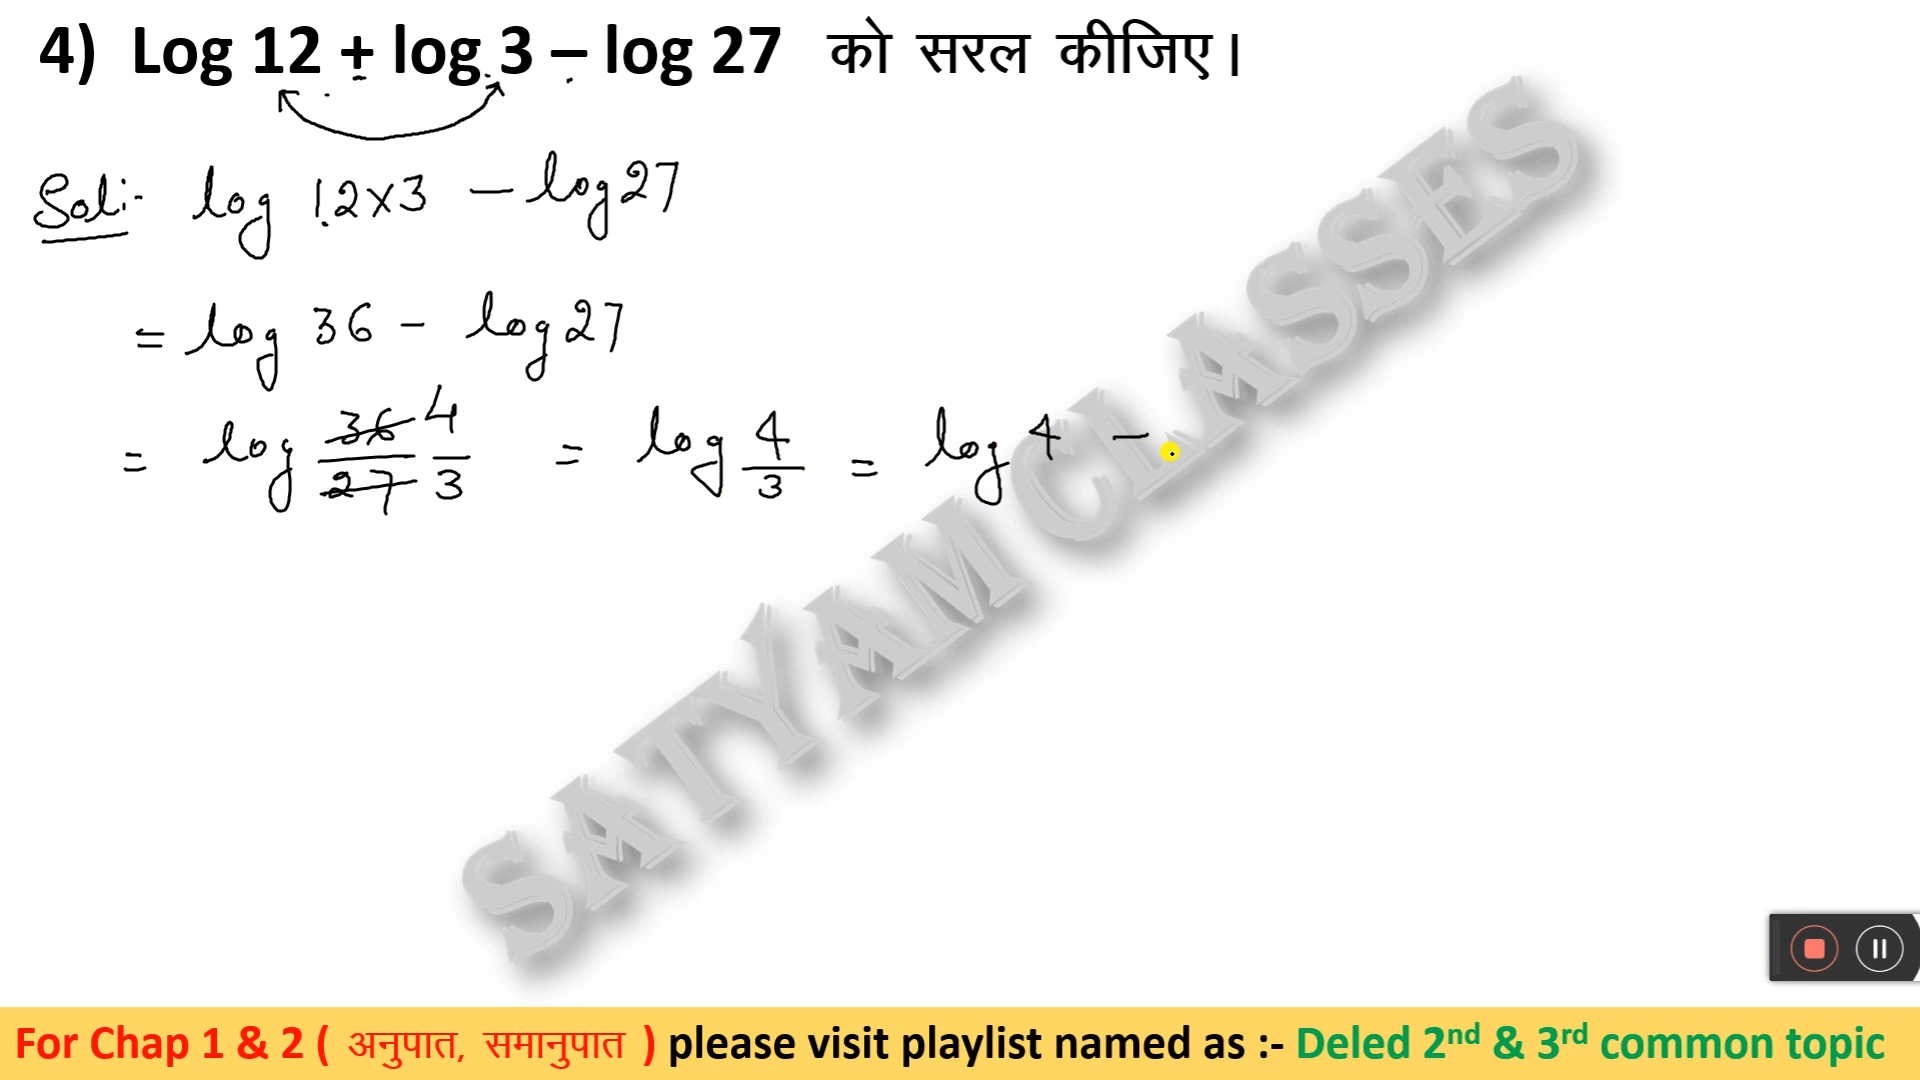 4) Log 12 + log 3 – log 27 को सरल कीजिए।
Sol:- log 12×3 – log 27
= log 36 – log 27
= log 36/27 4/3 = log 4/3 = log 4 –
SATYAM CLASSES
For Chap 1 & 2 ( अनुपात, समानुपात ) please visit playlist named as :- Deled 2nd & 3rd common topic